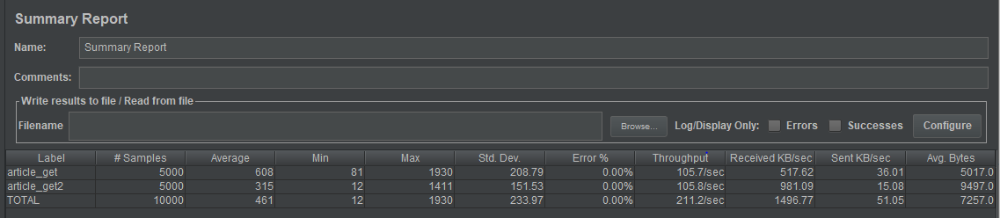 Summary Report
Name: Summary Report
Comments:
Write results to file / Read from file
Filename Browse... Log/Display Only: Errors Successes Configure
Label # Samples Average Min Max Std. Dev. Error % Throughput Received KB/sec Sent KB/sec Avg. Bytes
article_get 5000 608 81 1930 208.79 0.00% 105.7/sec 517.62 36.01 5017.0
article_get2 5000 315 12 1411 151.53 0.00% 105.8/sec 981.09 15.08 9497.0
TOTAL 10000 461 12 1930 233.97 0.00% 211.2/sec 1496.77 51.05 7257.0